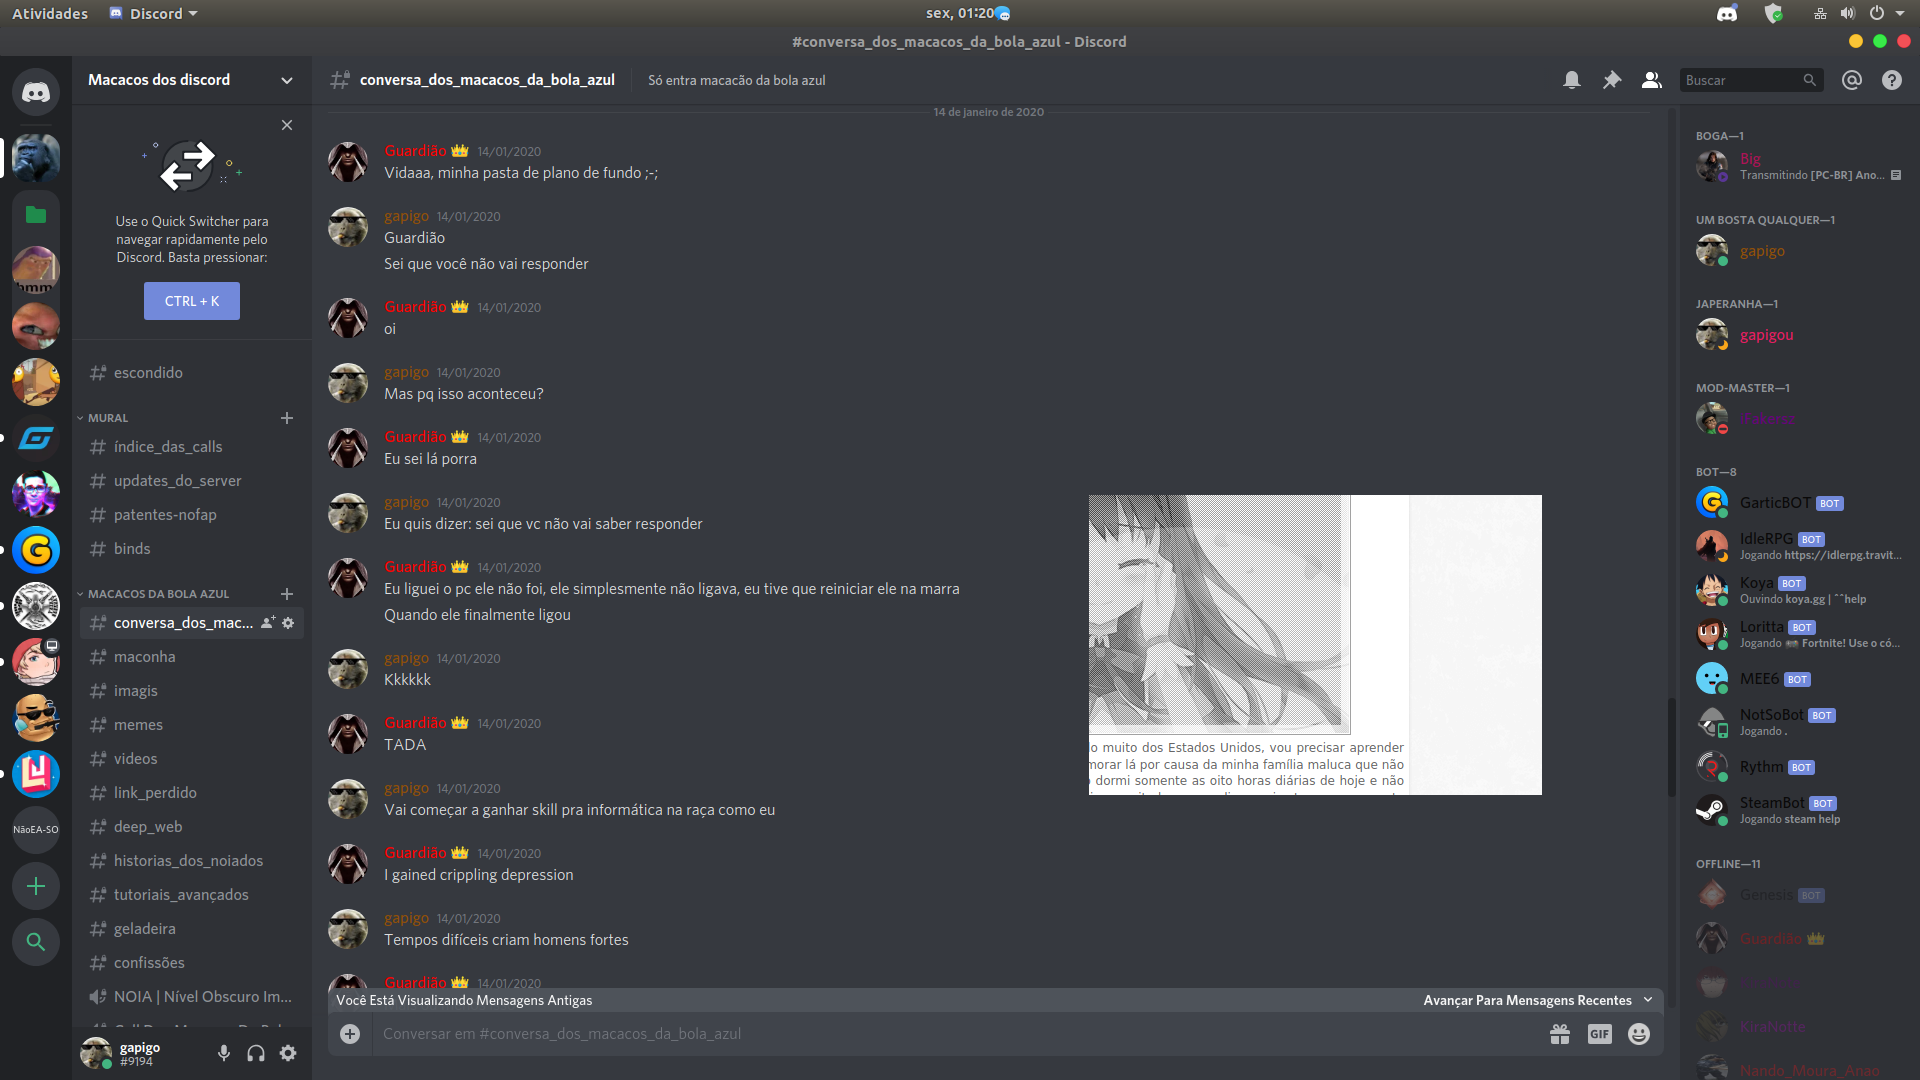 Atividades
Discord
sex, 01:20
#conversa_dos_macacos_da_bola_azul - Discord
Macacos dos discord
conversa_dos_macacos_da_bola_azul
Só entra macacão da bola azul
Buscar
Use o Quick Switcher para
navegar rapidamente pelo
Discord. Basta pressionar:
CTRL + K
escondido
MURAL
índice_das_calls
updates_do_server
patentes-nofap
binds
MACACOS DA BOLA AZUL
conversa_dos_mac...
maconha
imagis
memes
videos
link_perdido
deep_web
historias_dos_noiados
tutoriais_avançados
geladeira
confissões
NOIA | Nível Obscuro Im...
hmm
NãoEA-SO
gapigo
#9194
14 de janeiro de 2020
Guardião 14/01/2020
Vidaaa, minha pasta de plano de fundo ;-;
gapigo 14/01/2020
Guardião
Sei que você não vai responder
Guardião 14/01/2020
oi
gapigo 14/01/2020
Mas pq isso aconteceu?
Guardião 14/01/2020
Eu sei lá porra
gapigo 14/01/2020
Eu quis dizer: sei que vc não vai saber responder
Guardião 14/01/2020
Eu liguei o pc ele não foi, ele simplesmente não ligava, eu tive que reiniciar ele na marra
Quando ele finalmente ligou
gapigo 14/01/2020
Kkkkkk
Guardião 14/01/2020
TADA
gapigo 14/01/2020
Vai começar a ganhar skill pra informática na raça como eu
Guardião 14/01/2020
I gained crippling depression
gapigo 14/01/2020
Tempos difíceis criam homens fortes
Guardião 14/01/2020
Você Está Visualizando Mensagens Antigas
Avançar Para Mensagens Recentes
Conversar em #conversa_dos_macacos_da_bola_azul
GIF
muito dos Estados Unidos, vou precisar aprender
morar lá por causa da minha família maluca que não
dormi somente as oito horas diárias de hoje e não
BOGA—1
Big
Transmitindo [PC-BR] Ano...
UM BOSTA QUALQUER—1
gapigo
JAPERANHA—1
gapigou
MOD-MASTER—1
BOT—8
GarticBOT BOT
IdleRPG BOT
Jogando https://idlerpg.travit...
Koya BOT
Ouvindo koya.gg | ^^help
Loritta BOT
Jogando 🎮 Fortnite! Use o có...
MEE6 BOT
NotSoBot BOT
Jogando .
Rythm BOT
SteamBot BOT
Jogando steam help
OFFLINE—11
Genesis BOT
Guardião
KiraNotte
Nando_Moura_Anao